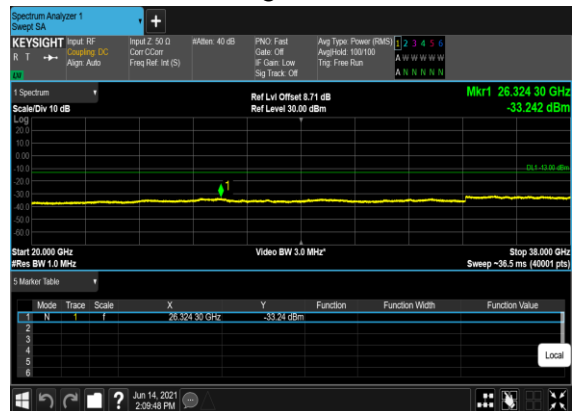 Spectrum Analyzer 1
Swept SA
+
KEYSIGHT Input: RF Input Z: 50 Ω #Atten: 40 dB PNO: Fast Avg Type: Power (RMS) 1 2 3 4 5 6
R T Coupling: DC Corr CCorr Gate: Off Avg|Hold: 100/100 A W W W W W
Align: Auto Freq Ref: Int (S) IF Gain: Low Trig: Free Run
Sig Track: Off A N N N N N
1 Spectrum Ref Lvl Offset 8.71 dB Mkr1 26.324 30 GHz
Scale/Div 10 dB Ref Level 30.00 dBm -33.242 dBm
Log
20.0
10.0
0.00
-10.0 DL1 -13.00 dBm
-20.0
-30.0 1
-40.0
-50.0
-60.0
Start 20.000 GHz Video BW 3.0 MHz* Stop 38.000 GHz
#Res BW 1.0 MHz Sweep ~36.5 ms (40001 pts)
5 Marker Table
Mode Trace Scale X Y Function Function Width Function Value
1 N 1 f 26.324 30 GHz -33.24 dBm
2
3
4
5
6
Local
? Jun 14, 2021
2:09:48 PM